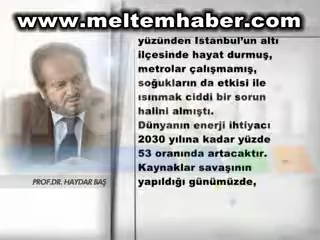 www.meltemhaber.com
yüzünden Istanbul'un altı
ilçesinde hayat durmuş,
metrolar çalışmamış,
soğukların da etkisi ile
ısınmak ciddi bir sorun
halini almıştı.
Dünyanın enerji ihtiyacı
2030 yılına kadar yüzde
53 oranında artacaktır.
Kaynaklar savaşının
yapıldığı günümüzde,
PROF.DR. HAYDAR BAŞ